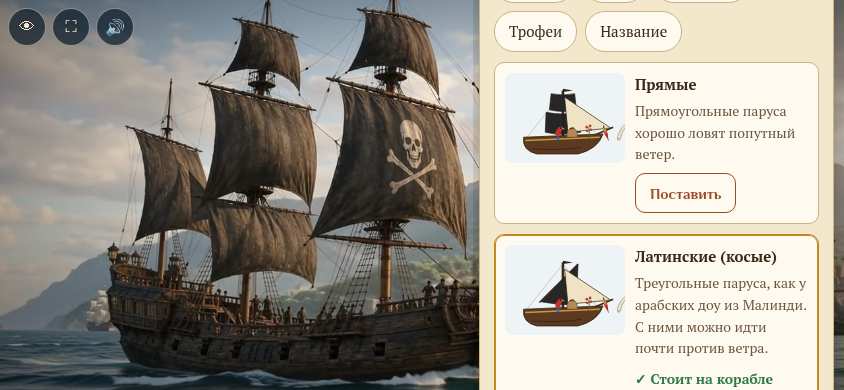 Трофеи
Название
Прямые
Прямоугольные паруса
хорошо ловят попутный
ветер.
Поставить
Латинские (косые)
Треугольные паруса, как у
арабских доу из Малинди.
С ними можно идти
почти против ветра.
✓ Стоит на корабле